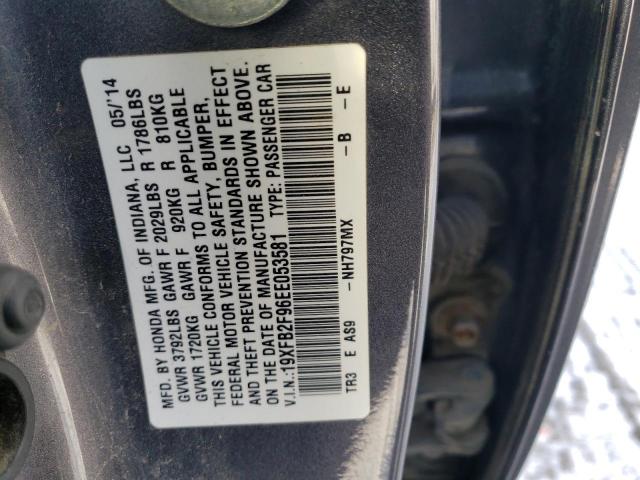 MFD. BY HONDA MFG. OF INDIANA, LLC 05/'14
GVWR 3792LBS GAWR F 2029LBS R 1786LBS
GVWR 1720KG GAWR F 920KG R 810KG
THIS VEHICLE CONFORMS TO ALL APPLICABLE
FEDERAL MOTOR VEHICLE SAFETY, BUMPER,
AND THEFT PREVENTION STANDARDS IN EFFECT
ON THE DATE OF MANUFACTURE SHOWN ABOVE.
V.I.N.:19XFB2F96EE053581 TYPE: PASSENGER CAR
TR3 E AS9 -NH797MX -B -E